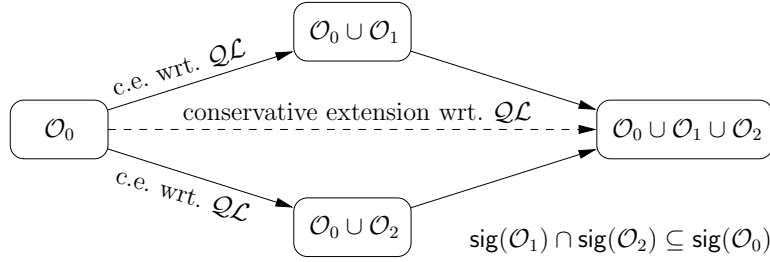 𝒪₀ ∪ 𝒪₁
c.e. wrt. 𝒬ℒ
𝒪₀
conservative extension wrt. 𝒬ℒ
𝒪₀ ∪ 𝒪₁ ∪ 𝒪₂
c.e. wrt. 𝒬ℒ
𝒪₀ ∪ 𝒪₂
sig(𝒪₁) ∩ sig(𝒪₂) ⊆ sig(𝒪₀)